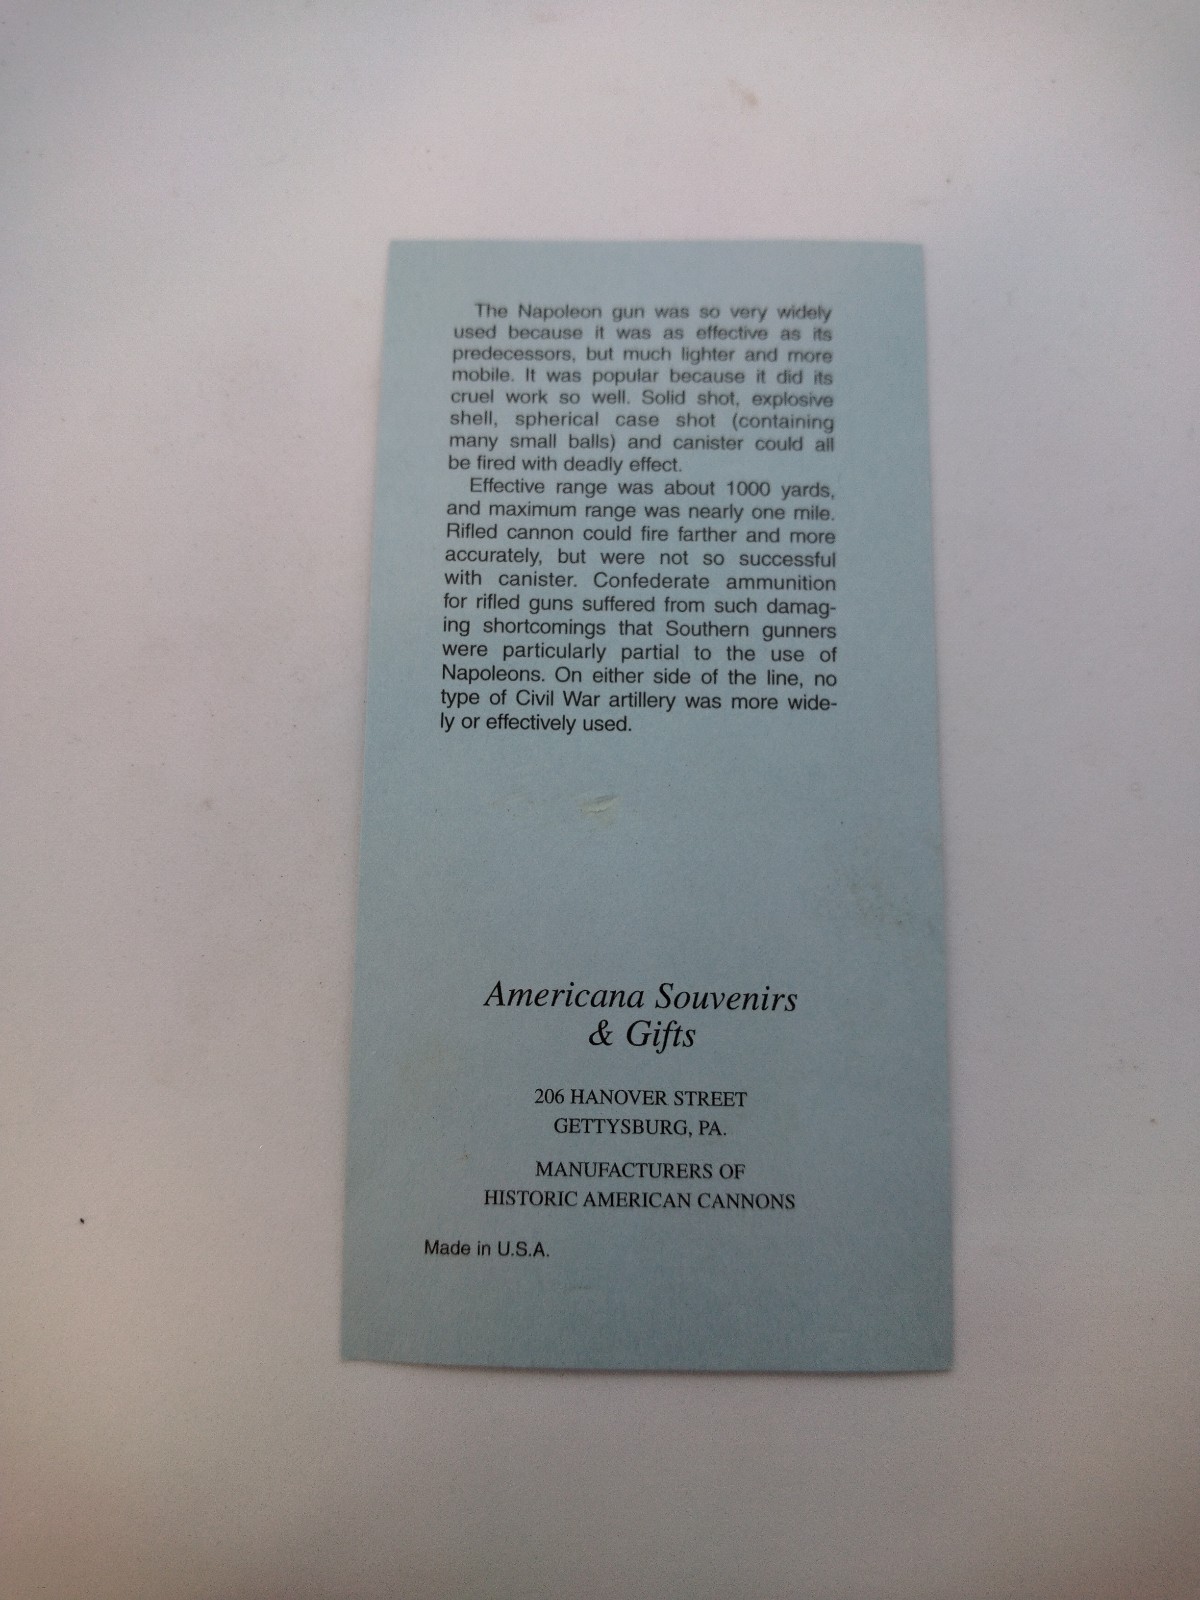 The Napoleon gun was so very widely
used because it was as effective as its
predecessors, but much lighter and more
mobile. It was popular because it did its
cruel work so well. Solid shot, explosive
shell, spherical case shot (containing
many small balls) and canister could all
be fired with deadly effect.
Effective range was about 1000 yards,
and maximum range was nearly one mile.
Rifled cannon could fire farther and more
accurately, but were not so successful
with canister. Confederate ammunition
for rifled guns suffered from such damag-
ing shortcomings that Southern gunners
were particularly partial to the use of
Napoleons. On either side of the line, no
type of Civil War artillery was more wide-
ly or effectively used.
Americana Souvenirs
& Gifts
206 HANOVER STREET
GETTYSBURG, PA.
MANUFACTURERS OF
HISTORIC AMERICAN CANNONS
Made in U.S.A.